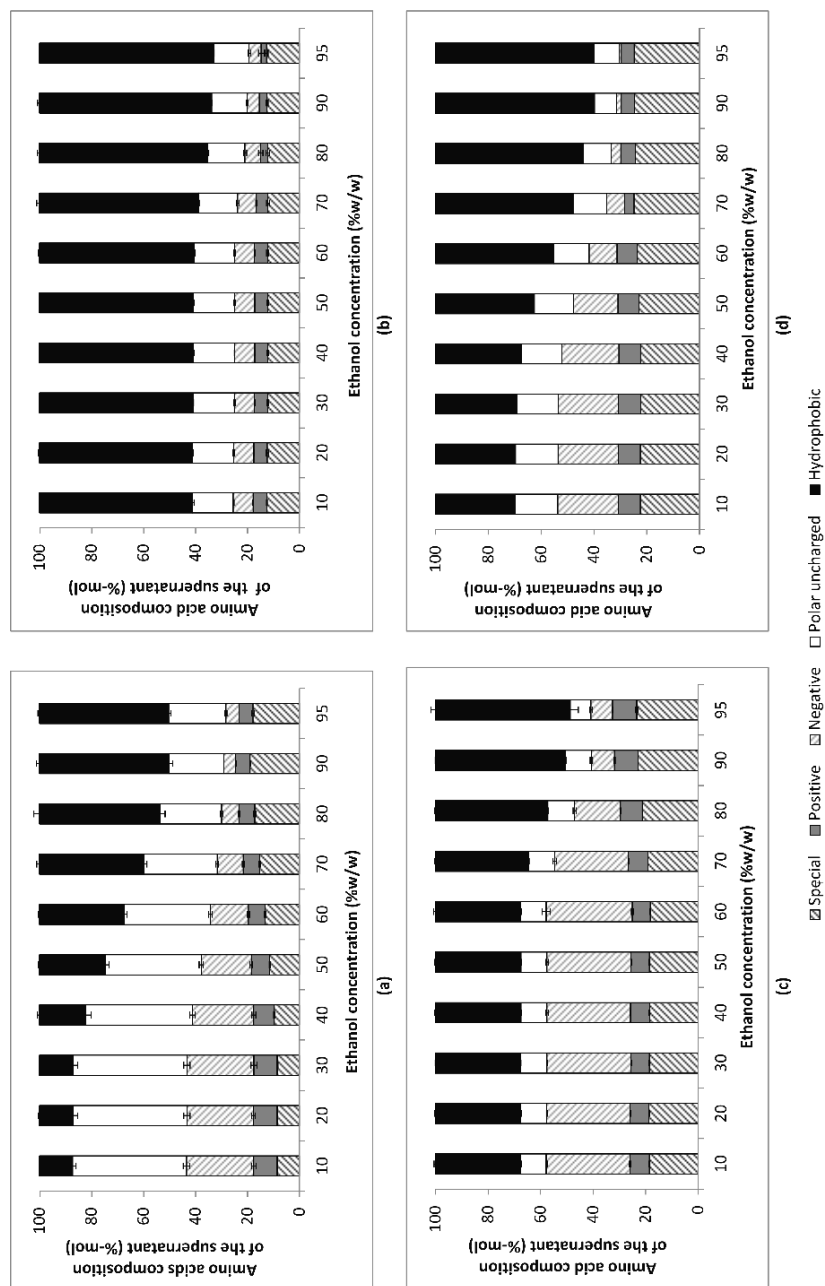 Amino acids composition
of the supernatant (%-mol)
100
80
60
40
20
0
10 20 30 40 50 60 70 80 90 95
Ethanol concentration (%w/w)
(a)
Amino acid composition
of the supernatant (%-mol)
100
80
60
40
20
0
10 20 30 40 50 60 70 80 90 95
Ethanol concentration (%w/w)
(b)
Amino acid composition
of the supernatant (%-mol)
100
80
60
40
20
0
10 20 30 40 50 60 70 80 90 95
Ethanol concentration (%w/w)
(c)
Amino acid composition
of the supernatant (%-mol)
100
80
60
40
20
0
10 20 30 40 50 60 70 80 90 95
Ethanol concentration (%w/w)
(d)
Special Positive Negative Polar uncharged Hydrophobic